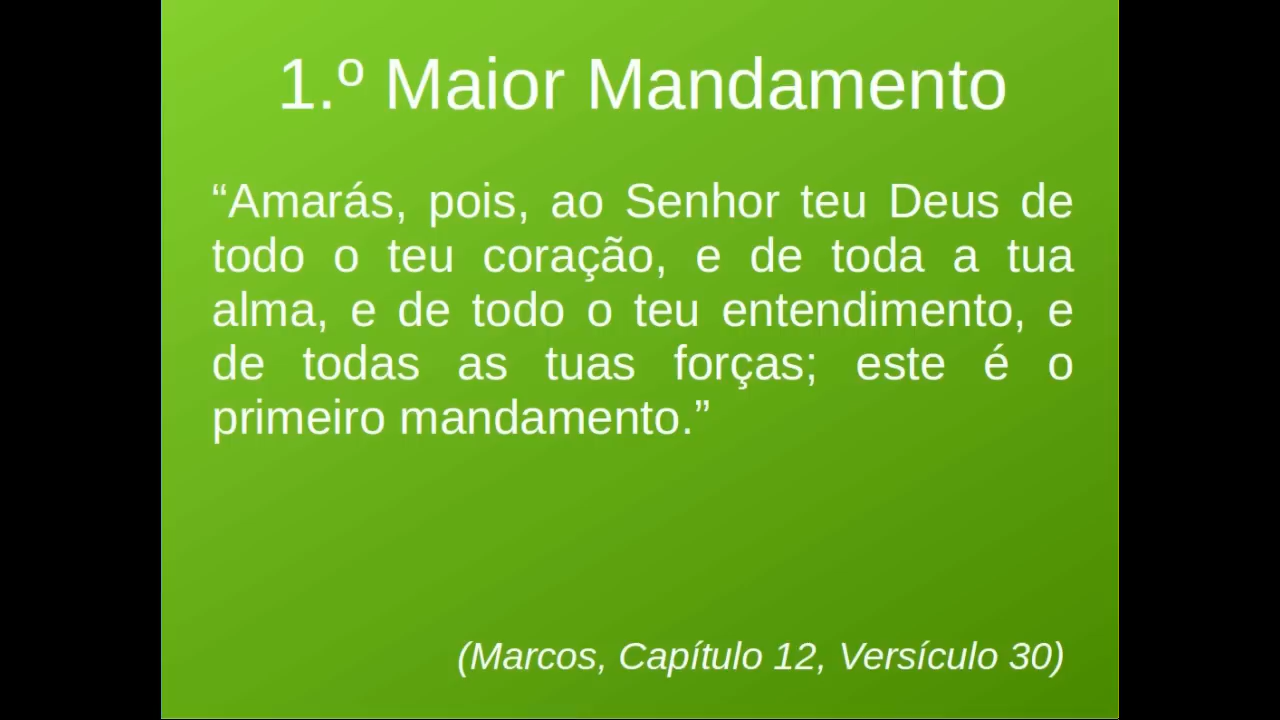 1.º Maior Mandamento
“Amarás, pois, ao Senhor teu Deus de
todo o teu coração, e de toda a tua
alma, e de todo o teu entendimento, e
de todas as tuas forças; este é o
primeiro mandamento.”
(Marcos, Capítulo 12, Versículo 30)